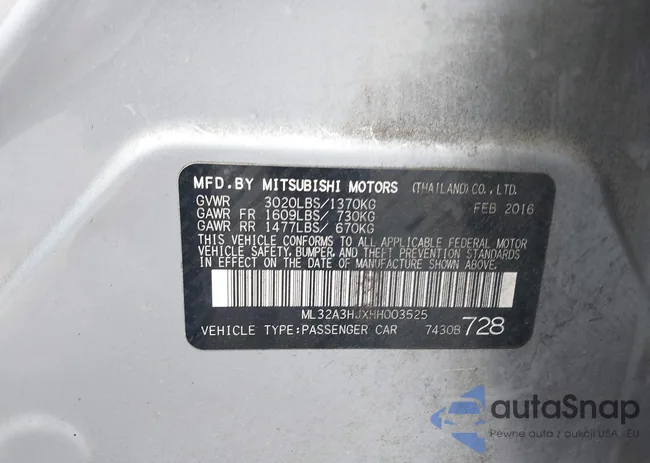 MFD.BY MITSUBISHI MOTORS (THAILAND) CO., LTD.
GVWR 3020LBS/1370KG FEB 2016
GAWR FR 1609LBS/ 730KG
GAWR RR 1477LBS/ 670KG
THIS VEHICLE CONFORMS TO ALL APPLICABLE FEDERAL MOTOR
VEHICLE SAFETY, BUMPER, AND THEFT PREVENTION STANDARDS
IN EFFECT ON THE DATE OF MANUFACTURE SHOWN ABOVE.
ML32A3HJXHH003525
VEHICLE TYPE:PASSENGER CAR 7430B 728
autoSnap
Pewne auta z aukcji USA, EU